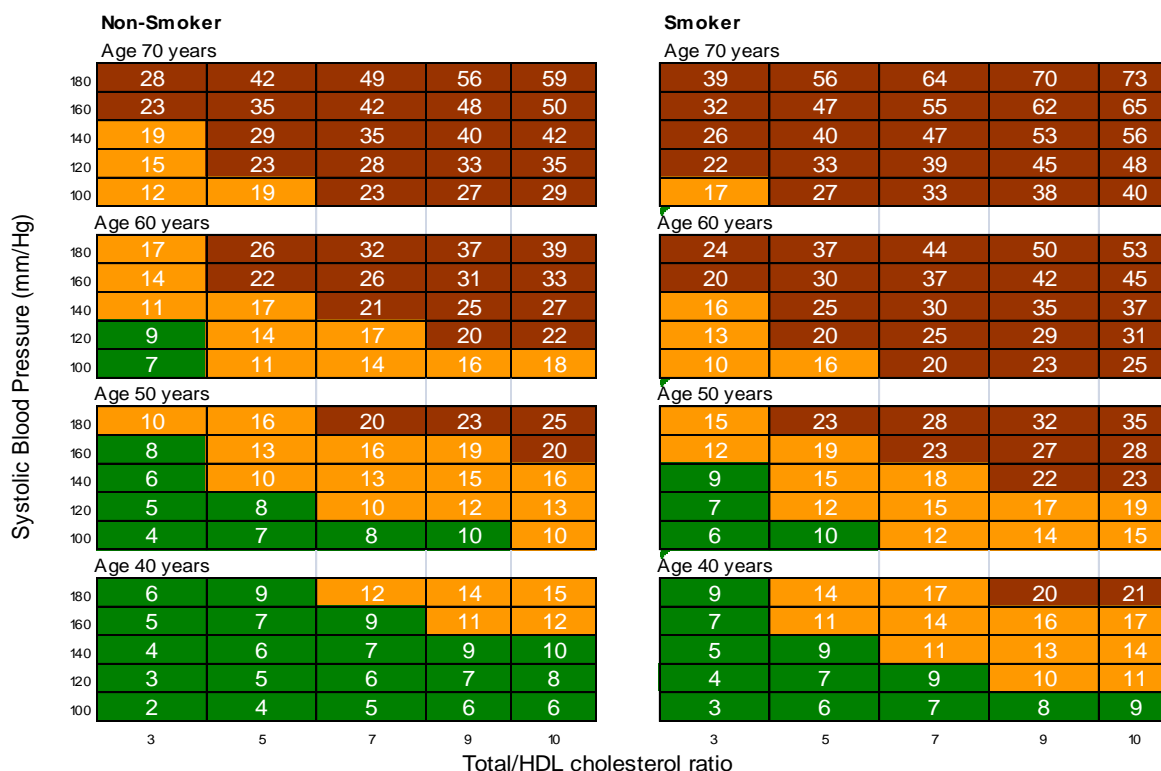 Non-Smoker Smoker
Age 70 years Age 70 years
180 28 42 49 56 59 39 56 64 70 73
160 23 35 42 48 50 32 47 55 62 65
140 19 29 35 40 42 26 40 47 53 56
120 15 23 28 33 35 22 33 39 45 48
100 12 19 23 27 29 17 27 33 38 40
Age 60 years Age 60 years
180 17 26 32 37 39 24 37 44 50 53
160 14 22 26 31 33 20 30 37 42 45
140 11 17 21 25 27 16 25 30 35 37
120 9 14 17 20 22 13 20 25 29 31
100 7 11 14 16 18 10 16 20 23 25
Age 50 years Age 50 years
180 10 16 20 23 25 15 23 28 32 35
160 8 13 16 19 20 12 19 23 27 28
140 6 10 13 15 16 9 15 18 22 23
120 5 8 10 12 13 7 12 15 17 19
100 4 7 8 10 10 6 10 12 14 15
Age 40 years Age 40 years
180 6 9 12 14 15 9 14 17 20 21
160 5 7 9 11 12 7 11 14 16 17
140 4 6 7 9 10 5 9 11 13 14
120 3 5 6 7 8 4 7 9 10 11
100 2 4 5 6 6 3 6 7 8 9
3 5 7 9 10 3 5 7 9 10
Total/HDL cholesterol ratio
Systolic Blood Pressure (mm/Hg)